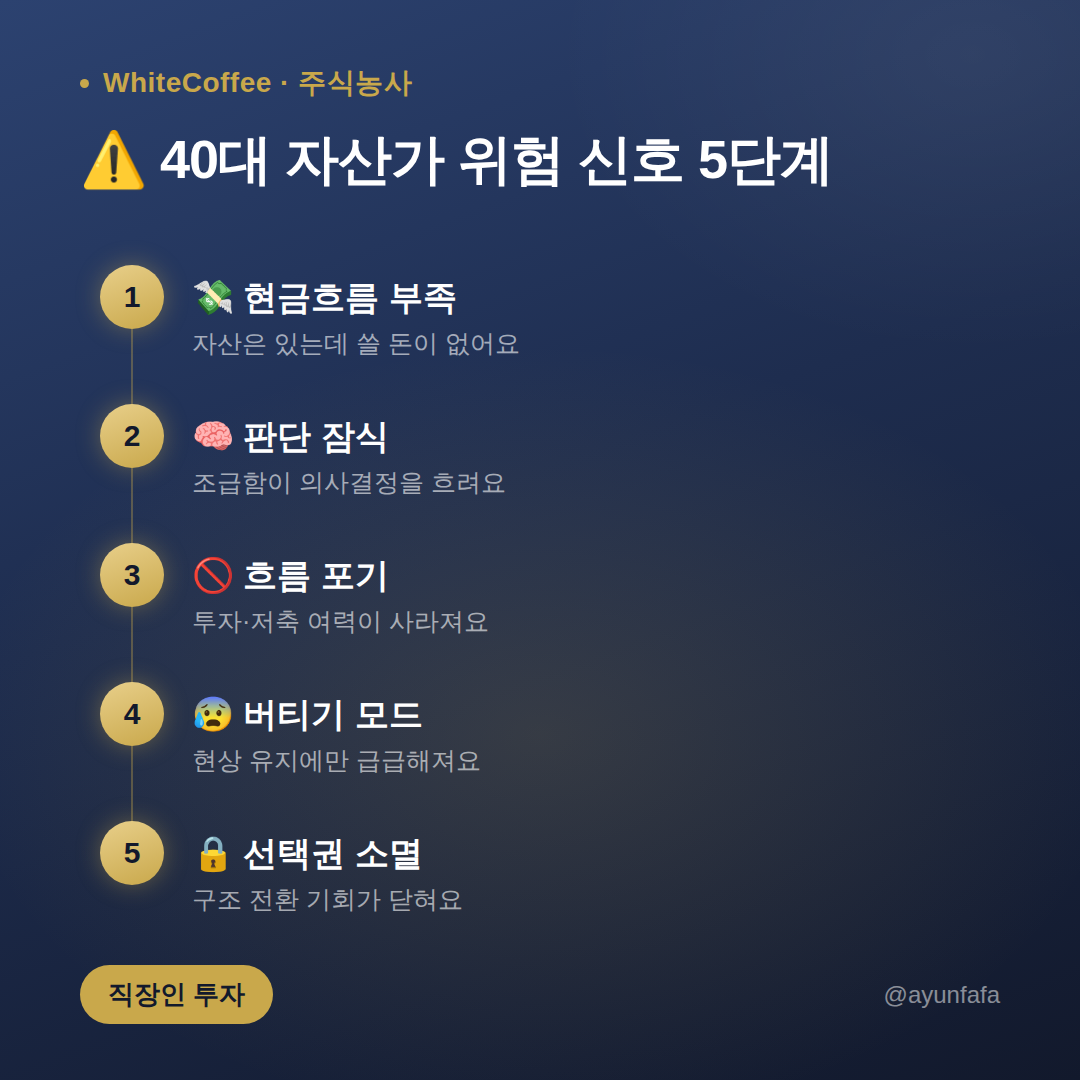 • WhiteCoffee · 주식농사
⚠️ 40대 자산가 위험 신호 5단계
1
💸 현금흐름 부족
자산은 있는데 쓸 돈이 없어요
2
🧠 판단 잠식
조급함이 의사결정을 흐려요
3
🚫 흐름 포기
투자·저축 여력이 사라져요
4
😰 버티기 모드
현상 유지에만 급급해져요
5
🔒 선택권 소멸
구조 전환 기회가 닫혀요
직장인 투자
@ayunfafa